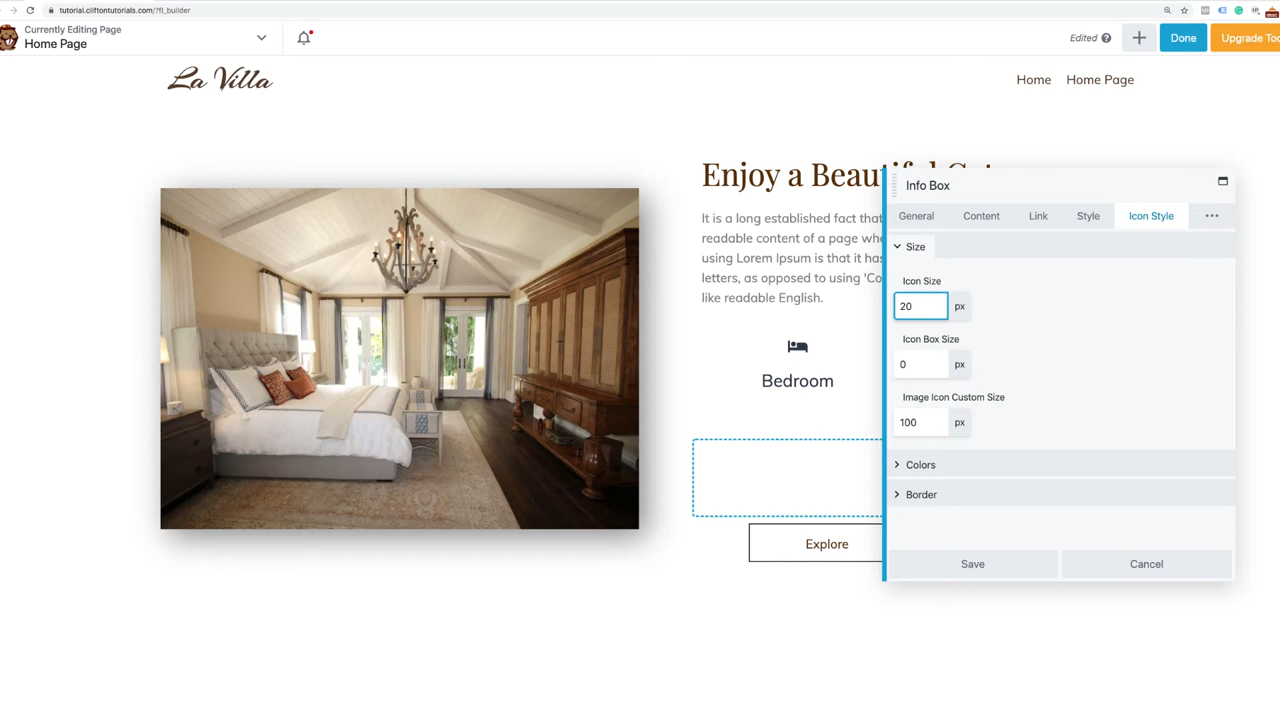 tutorial.cliftontutorials.com/?fl_builder
Currently Editing Page
Home Page
Edited
Done
Upgrade Too
La Villa
Home
Home Page
Enjoy a Beau
It is a long established fact that
readable content of a page whe
using Lorem Ipsum is that it has
letters, as opposed to using 'Co
like readable English.
Bedroom
Explore
Info Box
General
Content
Link
Style
Icon Style
Size
Icon Size
20
px
Icon Box Size
0
px
Image Icon Custom Size
100
px
Colors
Border
Save
Cancel